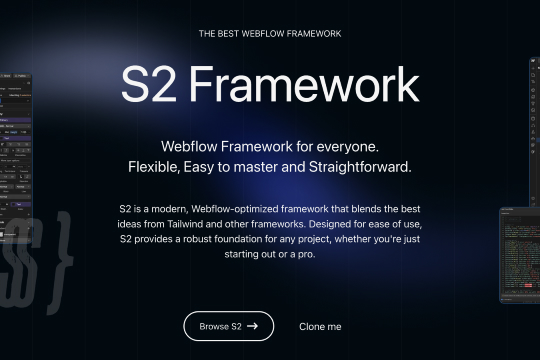 THE BEST WEBFLOW FRAMEWORK
S2 Framework
Webflow Framework for everyone.
Flexible, Easy to master and Straightforward.
S2 is a modern, Webflow-optimized framework that blends the best
ideas from Tailwind and other frameworks. Designed for ease of use,
S2 provides a robust foundation for any project, whether you're just
starting out or a pro.
Browse S2 →
Clone me
S}